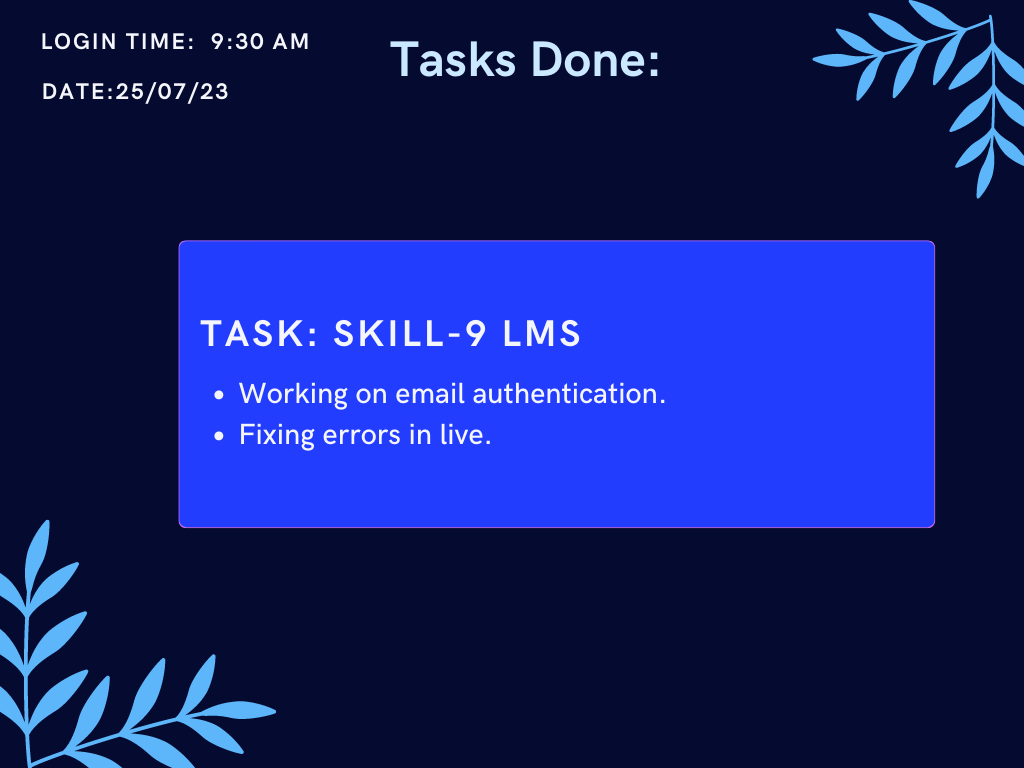 LOGIN TIME:  9:30 AM
Tasks Done:
DATE:25/07/23
TASK: SKILL-9 LMS
• Working on email authentication.
• Fixing errors in live.